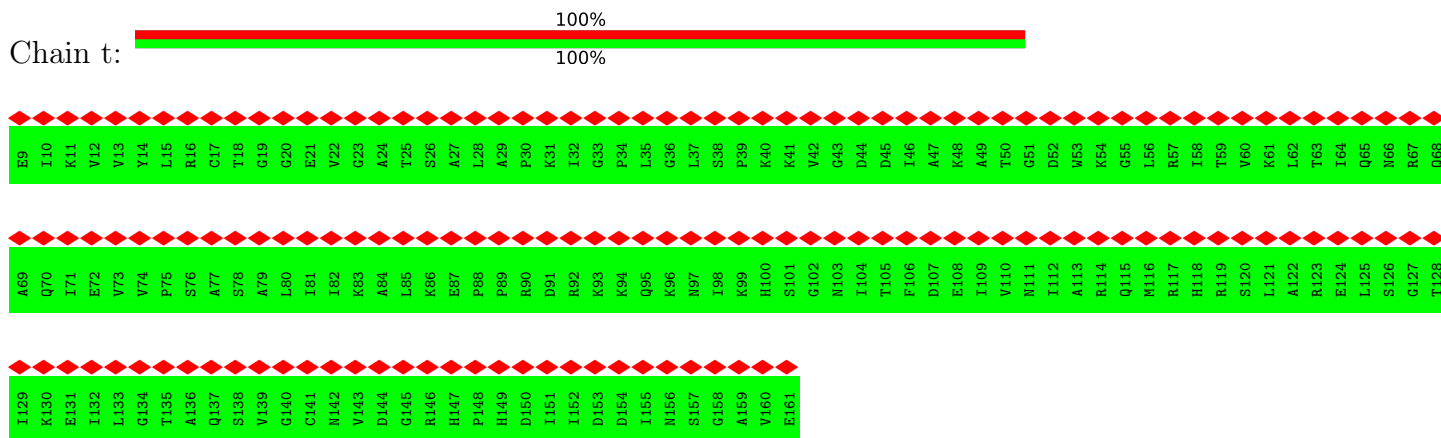 100%
Chain t:
100%
E9 I10 K11 V12 V13 Y14 L15 R16 C17 T18 G19 G20 E21 V22 G23 A24 T25 S26 A27 L28 A29 P30 K31 I32 G33 P34 L35 G36 L37 S38 P39 K40 K41 V42 G43 D44 D45 I46 A47 K48 A49 T50 G51 D52 W53 K54 G55 L56 R57 I58 T59 V60 K61 L62 T63 I64 Q65 N66 R67 Q68
A69 Q70 I71 E72 V73 V74 P75 S76 A77 S78 A79 L80 I81 I82 K83 A84 L85 K86 E87 P88 P89 R90 D91 R92 K93 K94 Q95 K96 N97 I98 K99 H100 S101 G102 N103 I104 T105 F106 D107 E108 I109 V110 N111 I112 A113 R114 Q115 M116 R117 H118 R119 S120 L121 A122 R123 E124 L125 S126 G127 T128
I129 K130 E131 I132 L133 G134 T135 A136 Q137 S138 V139 G140 C141 N142 V143 D144 G145 R146 H147 P148 H149 D150 I151 I152 D153 D154 I155 N156 S157 G158 A159 V160 E161